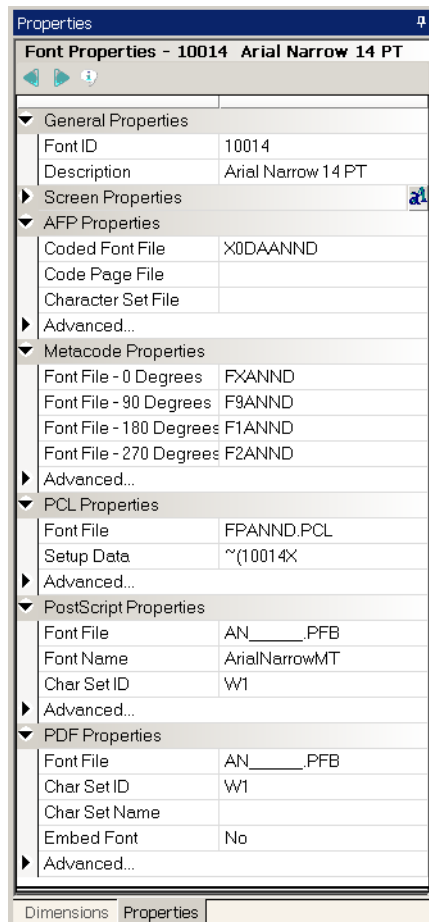 Properties
Font Properties - 10014 Arial Narrow 14 PT
General Properties
Font ID 10014
Description Arial Narrow 14 PT
Screen Properties
AFP Properties
Coded Font File X0DAANND
Code Page File
Character Set File
Advanced...
Metacode Properties
Font File - 0 Degrees FXANND
Font File - 90 Degrees F9ANND
Font File - 180 Degrees F1ANND
Font File - 270 Degrees F2ANND
Advanced...
PCL Properties
Font File FPANND.PCL
Setup Data ~(10014X
Advanced...
PostScript Properties
Font File AN______.PFB
Font Name ArialNarrowMT
Char Set ID W1
Advanced...
PDF Properties
Font File AN______.PFB
Char Set ID W1
Char Set Name
Embed Font No
Advanced...
Dimensions Properties